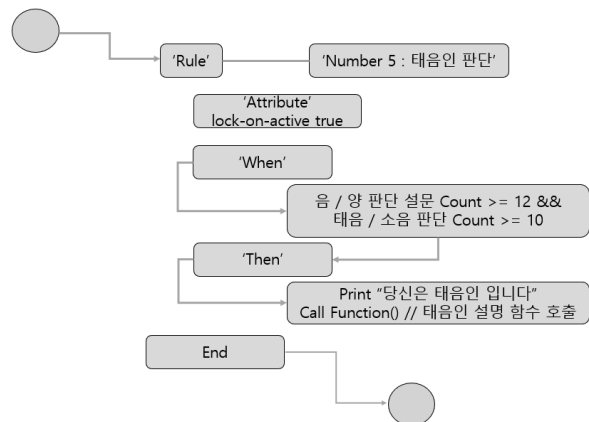 ‘Rule’
‘Number 5 : 태음인 판단’
‘Attribute’
lock-on-active true
‘When’
음 / 양 판단 설문 Count >= 12 &&
태음 / 소음 판단 Count >= 10
‘Then’
Print “당신은 태음인 입니다”
Call Function() // 태음인 설명 함수 호출
End